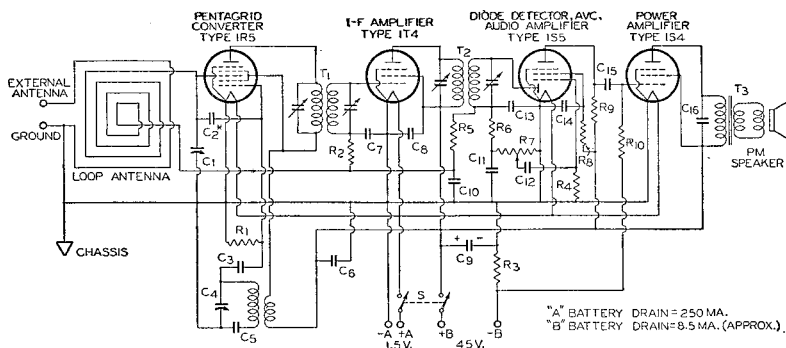 PENTAGRID
CONVERTER
TYPE 1R5
I-F AMPLIFIER
TYPE 1T4
DIODE DETECTOR, AVC,
AUDIO AMPLIFIER
TYPE 1S5
POWER
AMPLIFIER
TYPE 1S4
EXTERNAL
ANTENNA
GROUND
LOOP ANTENNA
CHASSIS
C2*
C1
T1
R2
C7
C8
T2
R5
C10
C13
C14
R6
R7
C11
C12
R4
R8
R9
C15
R10
C16
T3
PM
SPEAKER
R1
C3
C4
C5
C6
C9
+ -
R3
S
-A +A
1.5 V.
+B -B
45 V.
"A" BATTERY DRAIN = 250 MA.
"B" BATTERY DRAIN = 8.5 MA. (APPROX.)